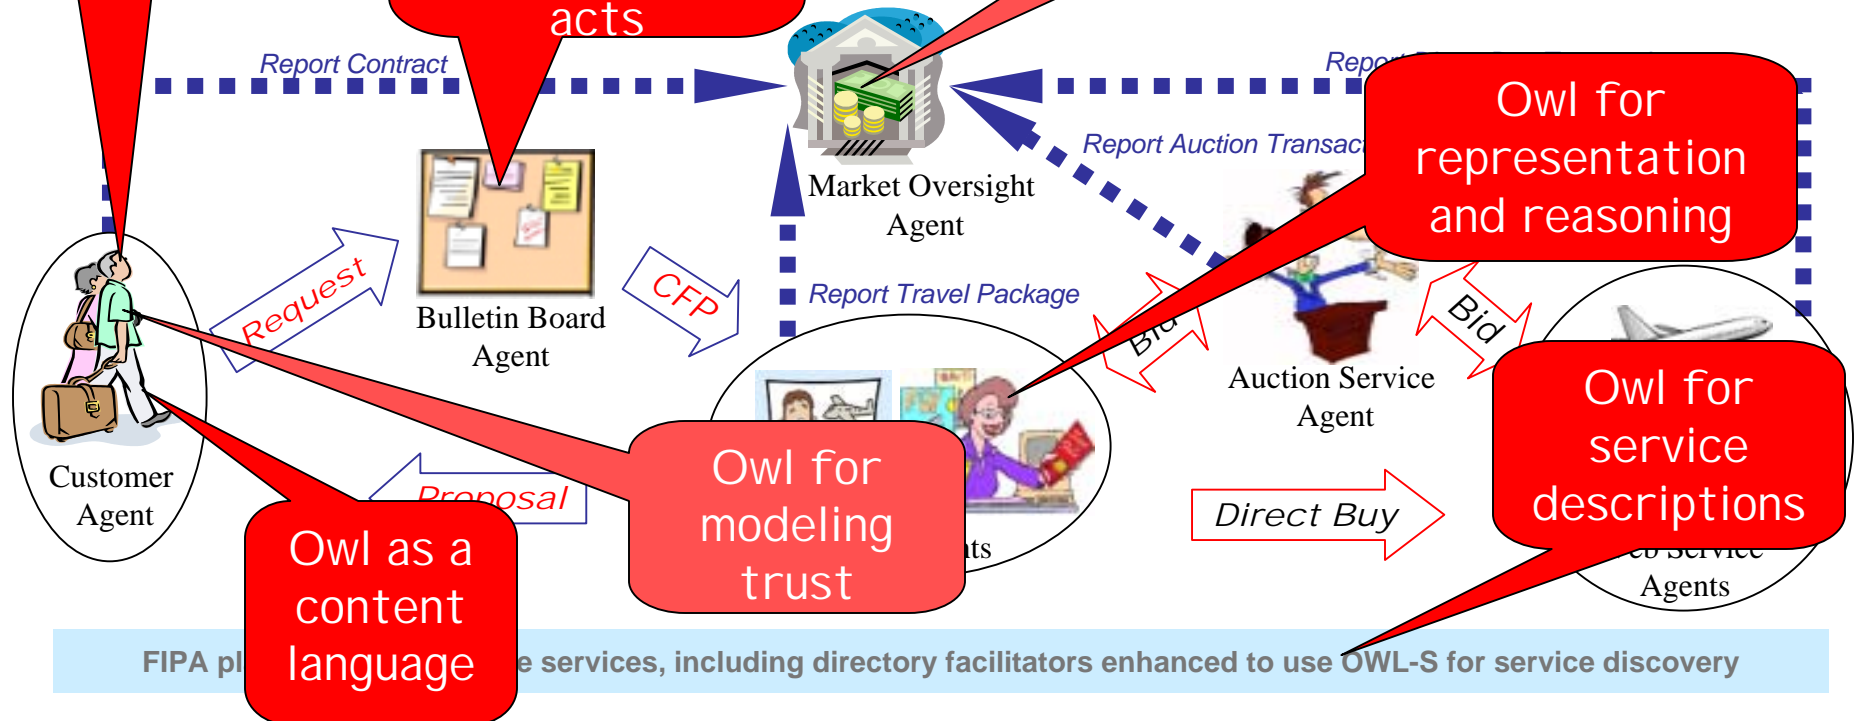 acts
Report Contract
Owl for
representation
and reasoning
Report Auction
Market Oversight
Agent
Request
CFP
Report Travel Package
Bulletin Board
Agent
Bid
Bid
Auction Service
Agent
Owl for
service
descriptions
Customer
Agent
Proposal
Owl for
modeling
trust
Direct Buy
Owl as a
content
language
Service
Agents
FIPA
services, including directory facilitators enhanced to use OWL-S for service discovery